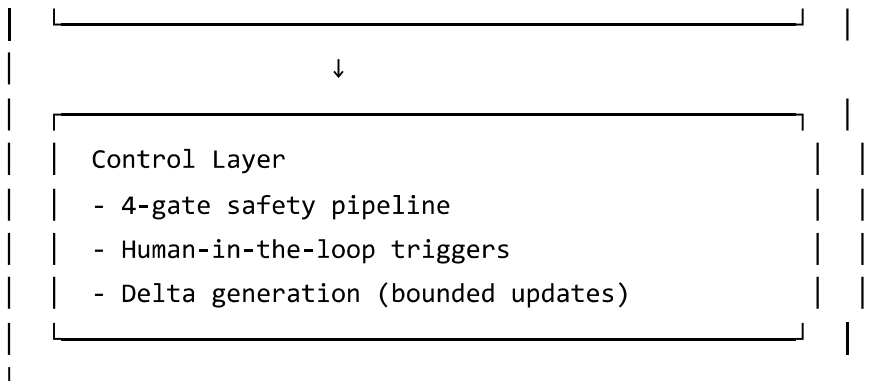 ↓
Control Layer
- 4-gate safety pipeline
- Human-in-the-loop triggers
- Delta generation (bounded updates)